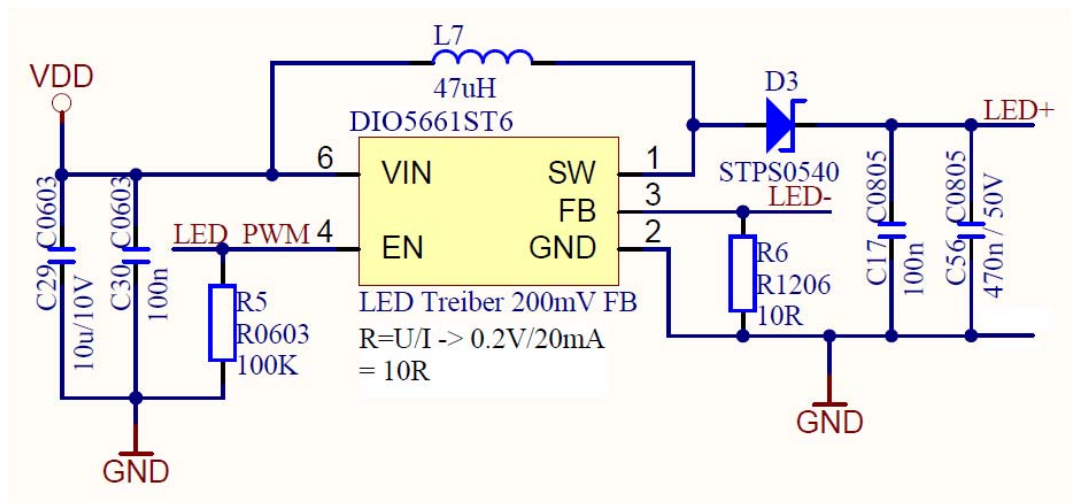 L7
47uH
VDD
DIO5661ST6
D3
STPS0540
LED+
6
VIN
SW
1
FB
3
LED-
LED_PWM
4
EN
GND
2
LED Treiber 200mV FB
R=U/I -> 0.2V/20mA
= 10R
C29
C0603
10u/10V
C30
C0603
100n
R5
R0603
100K
R6
R1206
10R
C17
C0805
100n
C56
C0805
470n / 50V
GND
GND